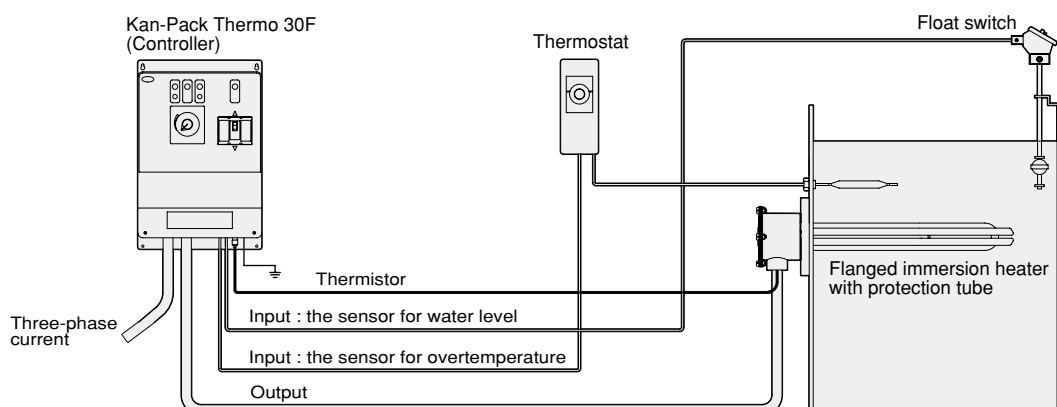 Kan-Pack Thermo 30F
(Controller)
Thermostat
Float switch
Flanged immersion heater
with protection tube
Thermistor
Input : the sensor for water level
Three-phase
current
Input : the sensor for overtemperature
Output